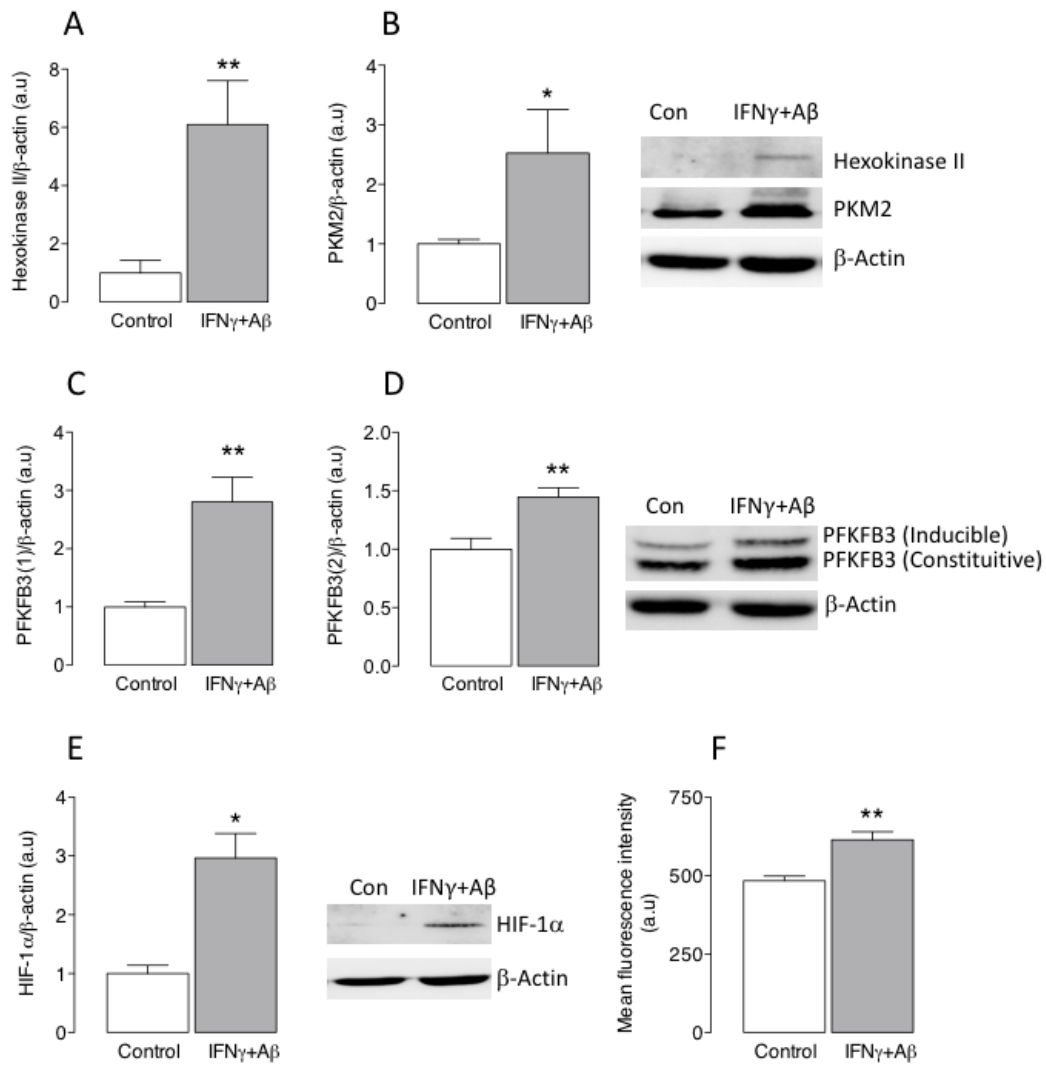 A
Hexokinase II/β-actin (a.u)
8
6
4
2
0
**
Control
IFNγ+Aβ
B
PKM2/β-actin (a.u)
4
3
2
1
0
*
Control
IFNγ+Aβ
Con
IFNγ+Aβ
Hexokinase II
PKM2
β-Actin
C
PFKFB3(1)/β-actin (a.u)
4
3
2
1
0
**
Control
IFNγ+Aβ
D
PFKFB3(2)/β-actin (a.u)
2.0
1.5
1.0
0.5
0.0
**
Control
IFNγ+Aβ
Con
IFNγ+Aβ
PFKFB3 (Inducible)
PFKFB3 (Constituitive)
β-Actin
E
HIF-1α/β-actin (a.u)
4
3
2
1
0
*
Control
IFNγ+Aβ
Con
IFNγ+Aβ
HIF-1α
β-Actin
F
Mean fluorescence intensity
(a.u)
750
500
250
0
**
Control
IFNγ+Aβ